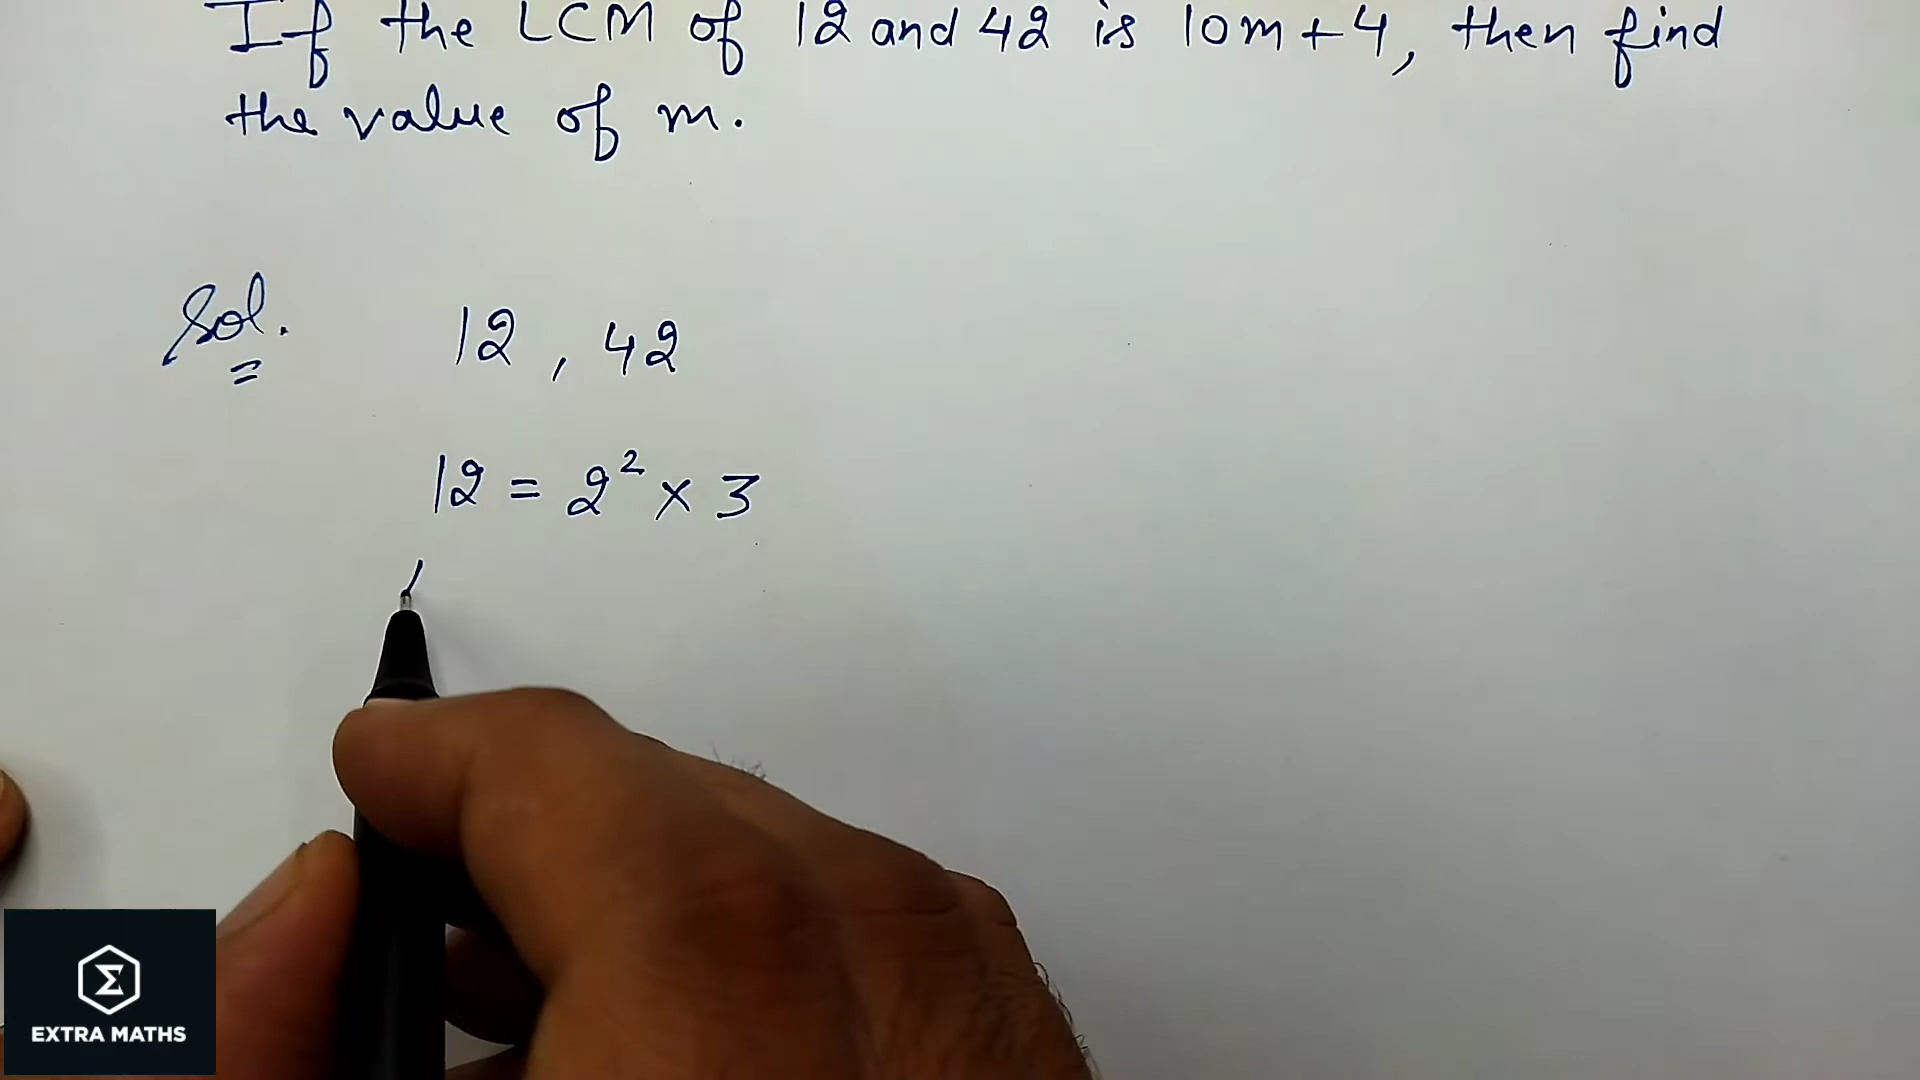 If the LCM of 12 and 42 is 10m+4, then find
the value of m.
Sol. 12, 42
12 = 2² × 3
Σ
EXTRA MATHS